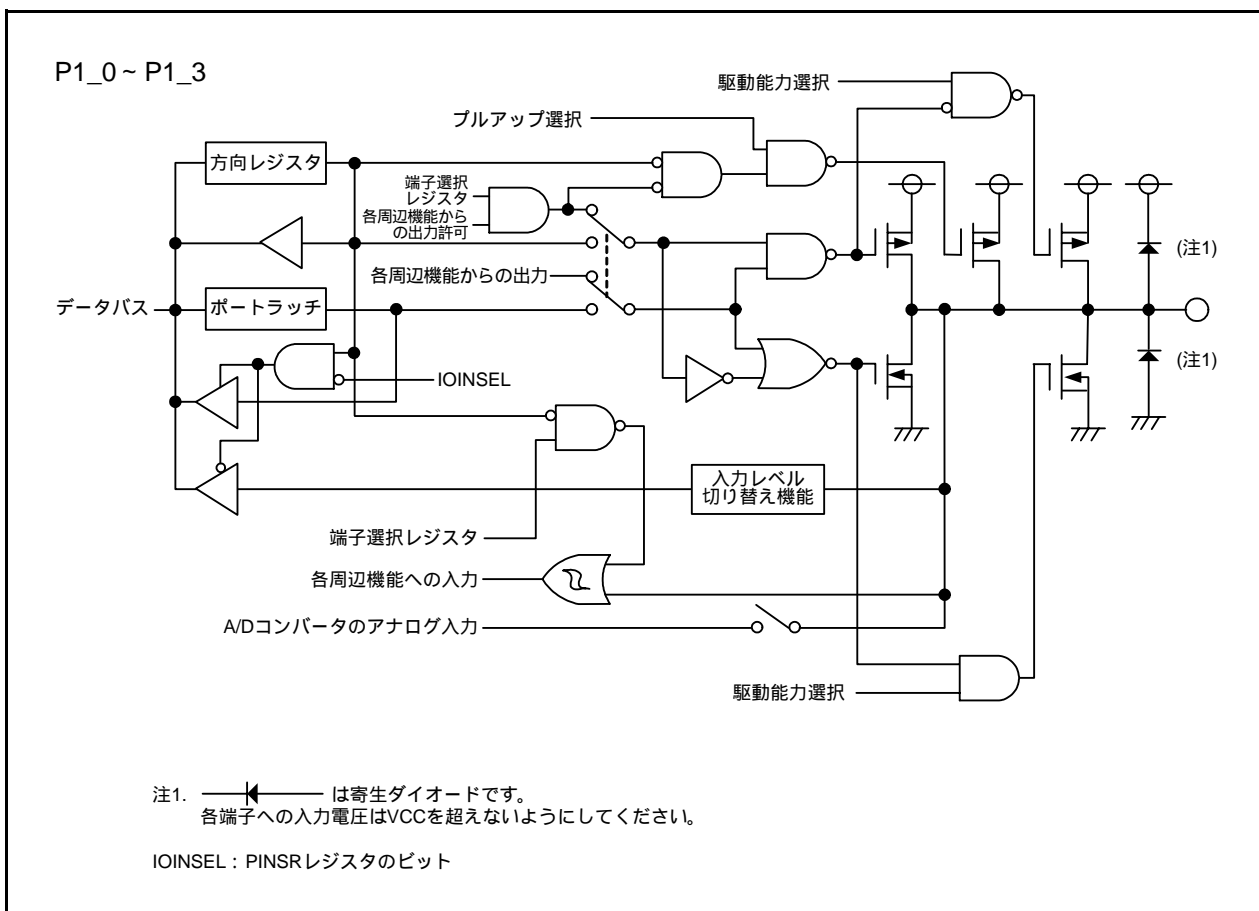 P1_0 ~ P1_3
駆動能力選択
プルアップ選択
方向レジスタ
端子選択
レジスタ
各周辺機能から
の出力許可
各周辺機能からの出力
データバス
ポートラッチ
IOINSEL
(注1)
(注1)
入力レベル
切り替え機能
端子選択レジスタ
各周辺機能への入力
A/Dコンバータのアナログ入力
駆動能力選択
注1. は寄生ダイオードです。
各端子への入力電圧はVCCを超えないようにしてください。
IOINSEL : PINSRレジスタのビット